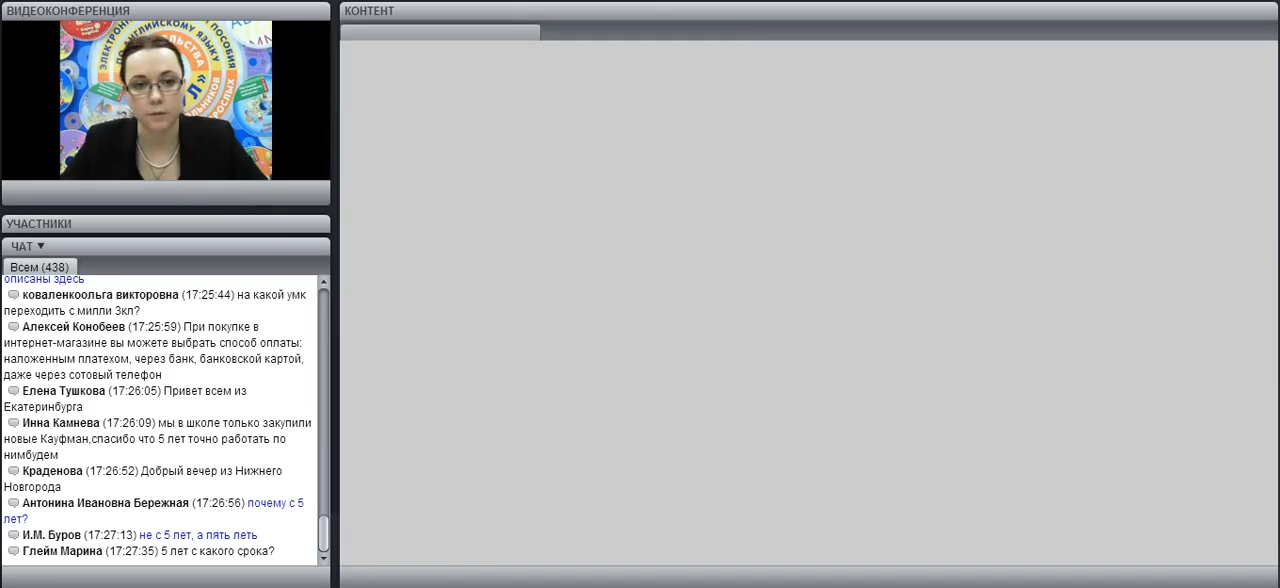 ВИДЕОКОНФЕРЕНЦИЯ
КОНТЕНТ
ЭЛЕКТРОННЫЕ ПОСОБИЯ
ПО АНГЛИЙСКОМУ ЯЗЫКУ
УЧАСТНИКИ
ЧАТ ▼
Всем (438)
описаны здесь
коваленкоольга викторовна (17:25:44) на какой умк
переходить с милли 3кл?
Алексей Конобеев (17:25:59) При покупке в
интернет-магазине вы можете выбрать способ оплаты:
наложенным платехом, через банк, банковской картой,
даже через сотовый телефон
Елена Тушкова (17:26:05) Привет всем из
Екатеринбурга
Инна Камнева (17:26:09) мы в школе только закупили
новые Кауфман,спасибо что 5 лет точно работать по
нимбудем
Краденова (17:26:52) Добрый вечер из Нижнего
Новгорода
Антонина Ивановна Бережная (17:26:56) почему с 5
лет?
И.М. Буров (17:27:13) не с 5 лет, а пять леть
Глейм Марина (17:27:35) 5 лет с какого срока?